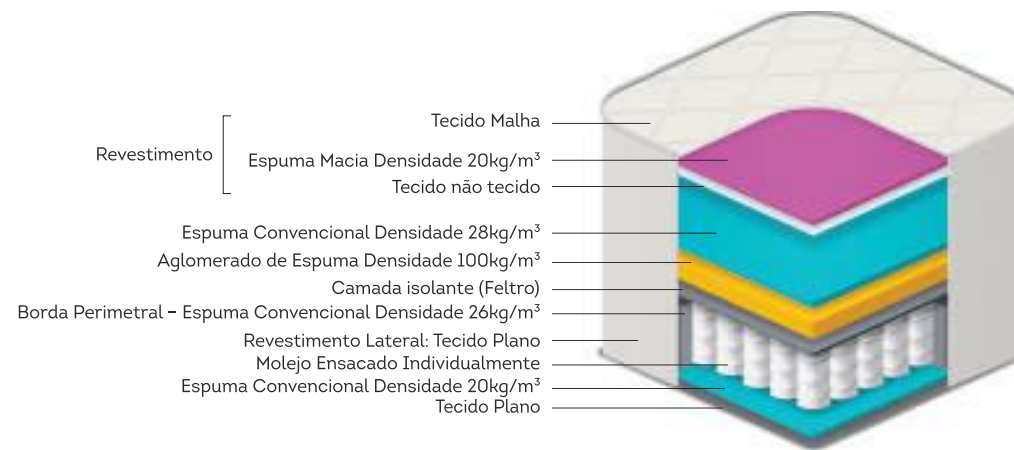 Tecido Malha
Revestimento
Espuma Macia Densidade 20kg/m³
Tecido não tecido
Espuma Convencional Densidade 28kg/m³
Aglomerado de Espuma Densidade 100kg/m³
Camada isolante (Feltro)
Borda Perimetral – Espuma Convencional Densidade 26kg/m³
Revestimento Lateral: Tecido Plano
Molejo Ensacado Individualmente
Espuma Convencional Densidade 20kg/m³
Tecido Plano